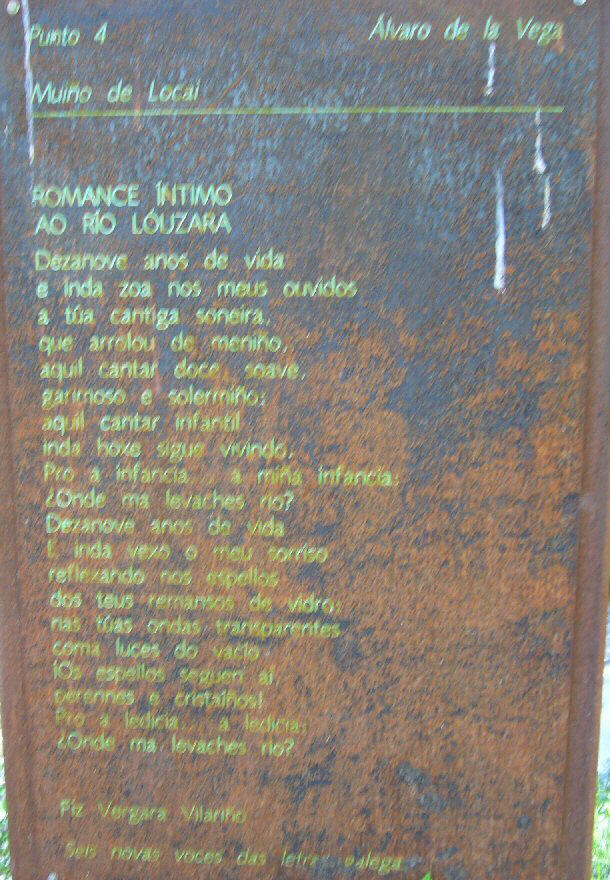 Punto 4
Álvaro de la Vega
Muiño de Locai
ROMANCE ÍNTIMO
AO RÍO LÓUZARA
Dezanove anos de vida
e inda zoa nos meus ouvidos
a túa cantiga soneira,
que arrolou de meniño,
aquil cantar doce, soave,
garimoso e solermiño;
aquil cantar infantil
inda hoxe sigue vivindo;
Pro a infancia... a miña infancia:
¿Onde ma levaches río?
Dezanove anos de vida
E inda vexo o meu sorriso
reflexando nos espellos
dos teus remansos de vidro;
nas túas ondas transparentes
coma luces do vacío.
¡Os espellos seguen aí
perennes e cristaíños!
Pro a ledicia... a ledicia:
¿Onde ma levaches río?
Fiz Vergara Vilariño
Seis novas voces das letras galega